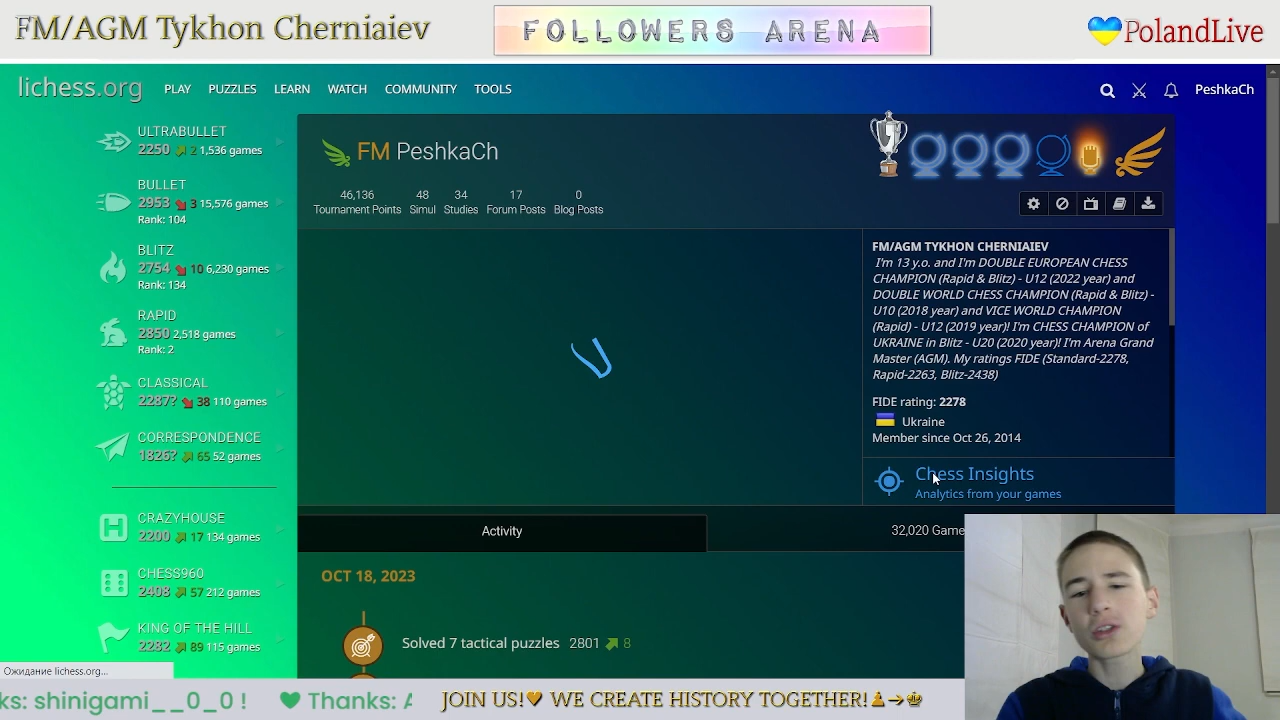 FM/AGM Tykhon Cherniaiev
FOLLOWERS ARENA
PolandLive
lichess.org
PLAY PUZZLES LEARN WATCH COMMUNITY TOOLS
PeshkaCh
ULTRABULLET
2250 2 1,536 games
BULLET
2953 3 15,576 games
Rank: 104
BLITZ
2754 10 6,230 games
Rank: 134
RAPID
2850 2,518 games
Rank: 2
CLASSICAL
2287? 38 110 games
CORRESPONDENCE
1826? 65 52 games
CRAZYHOUSE
2200 17 134 games
CHESS960
2408 57 212 games
KING OF THE HILL
2282 89 115 games
FM PeshkaCh
46,136 48 34 17 0
Tournament Points Simul Studies Forum Posts Blog Posts
FM/AGM TYKHON CHERNIAIEV
I'm 13 y.o. and I'm DOUBLE EUROPEAN CHESS
CHAMPION (Rapid & Blitz) - U12 (2022 year) and
DOUBLE WORLD CHESS CHAMPION (Rapid & Blitz) -
U10 (2018 year) and VICE WORLD CHAMPION
(Rapid) - U12 (2019 year)! I'm CHESS CHAMPION of
UKRAINE in Blitz - U20 (2020 year)! I'm Arena Grand
Master (AGM). My ratings FIDE (Standard-2278,
Rapid-2263, Blitz-2438)
FIDE rating: 2278
Ukraine
Member since Oct 26, 2014
Chess Insights
Analytics from your games
Activity
32,020 Game
OCT 18, 2023
Solved 7 tactical puzzles 2801 8
Ожидание lichess.org...
ks: shinigami__0_0 ! Thanks: A
JOIN US! WE CREATE HISTORY TOGETHER!